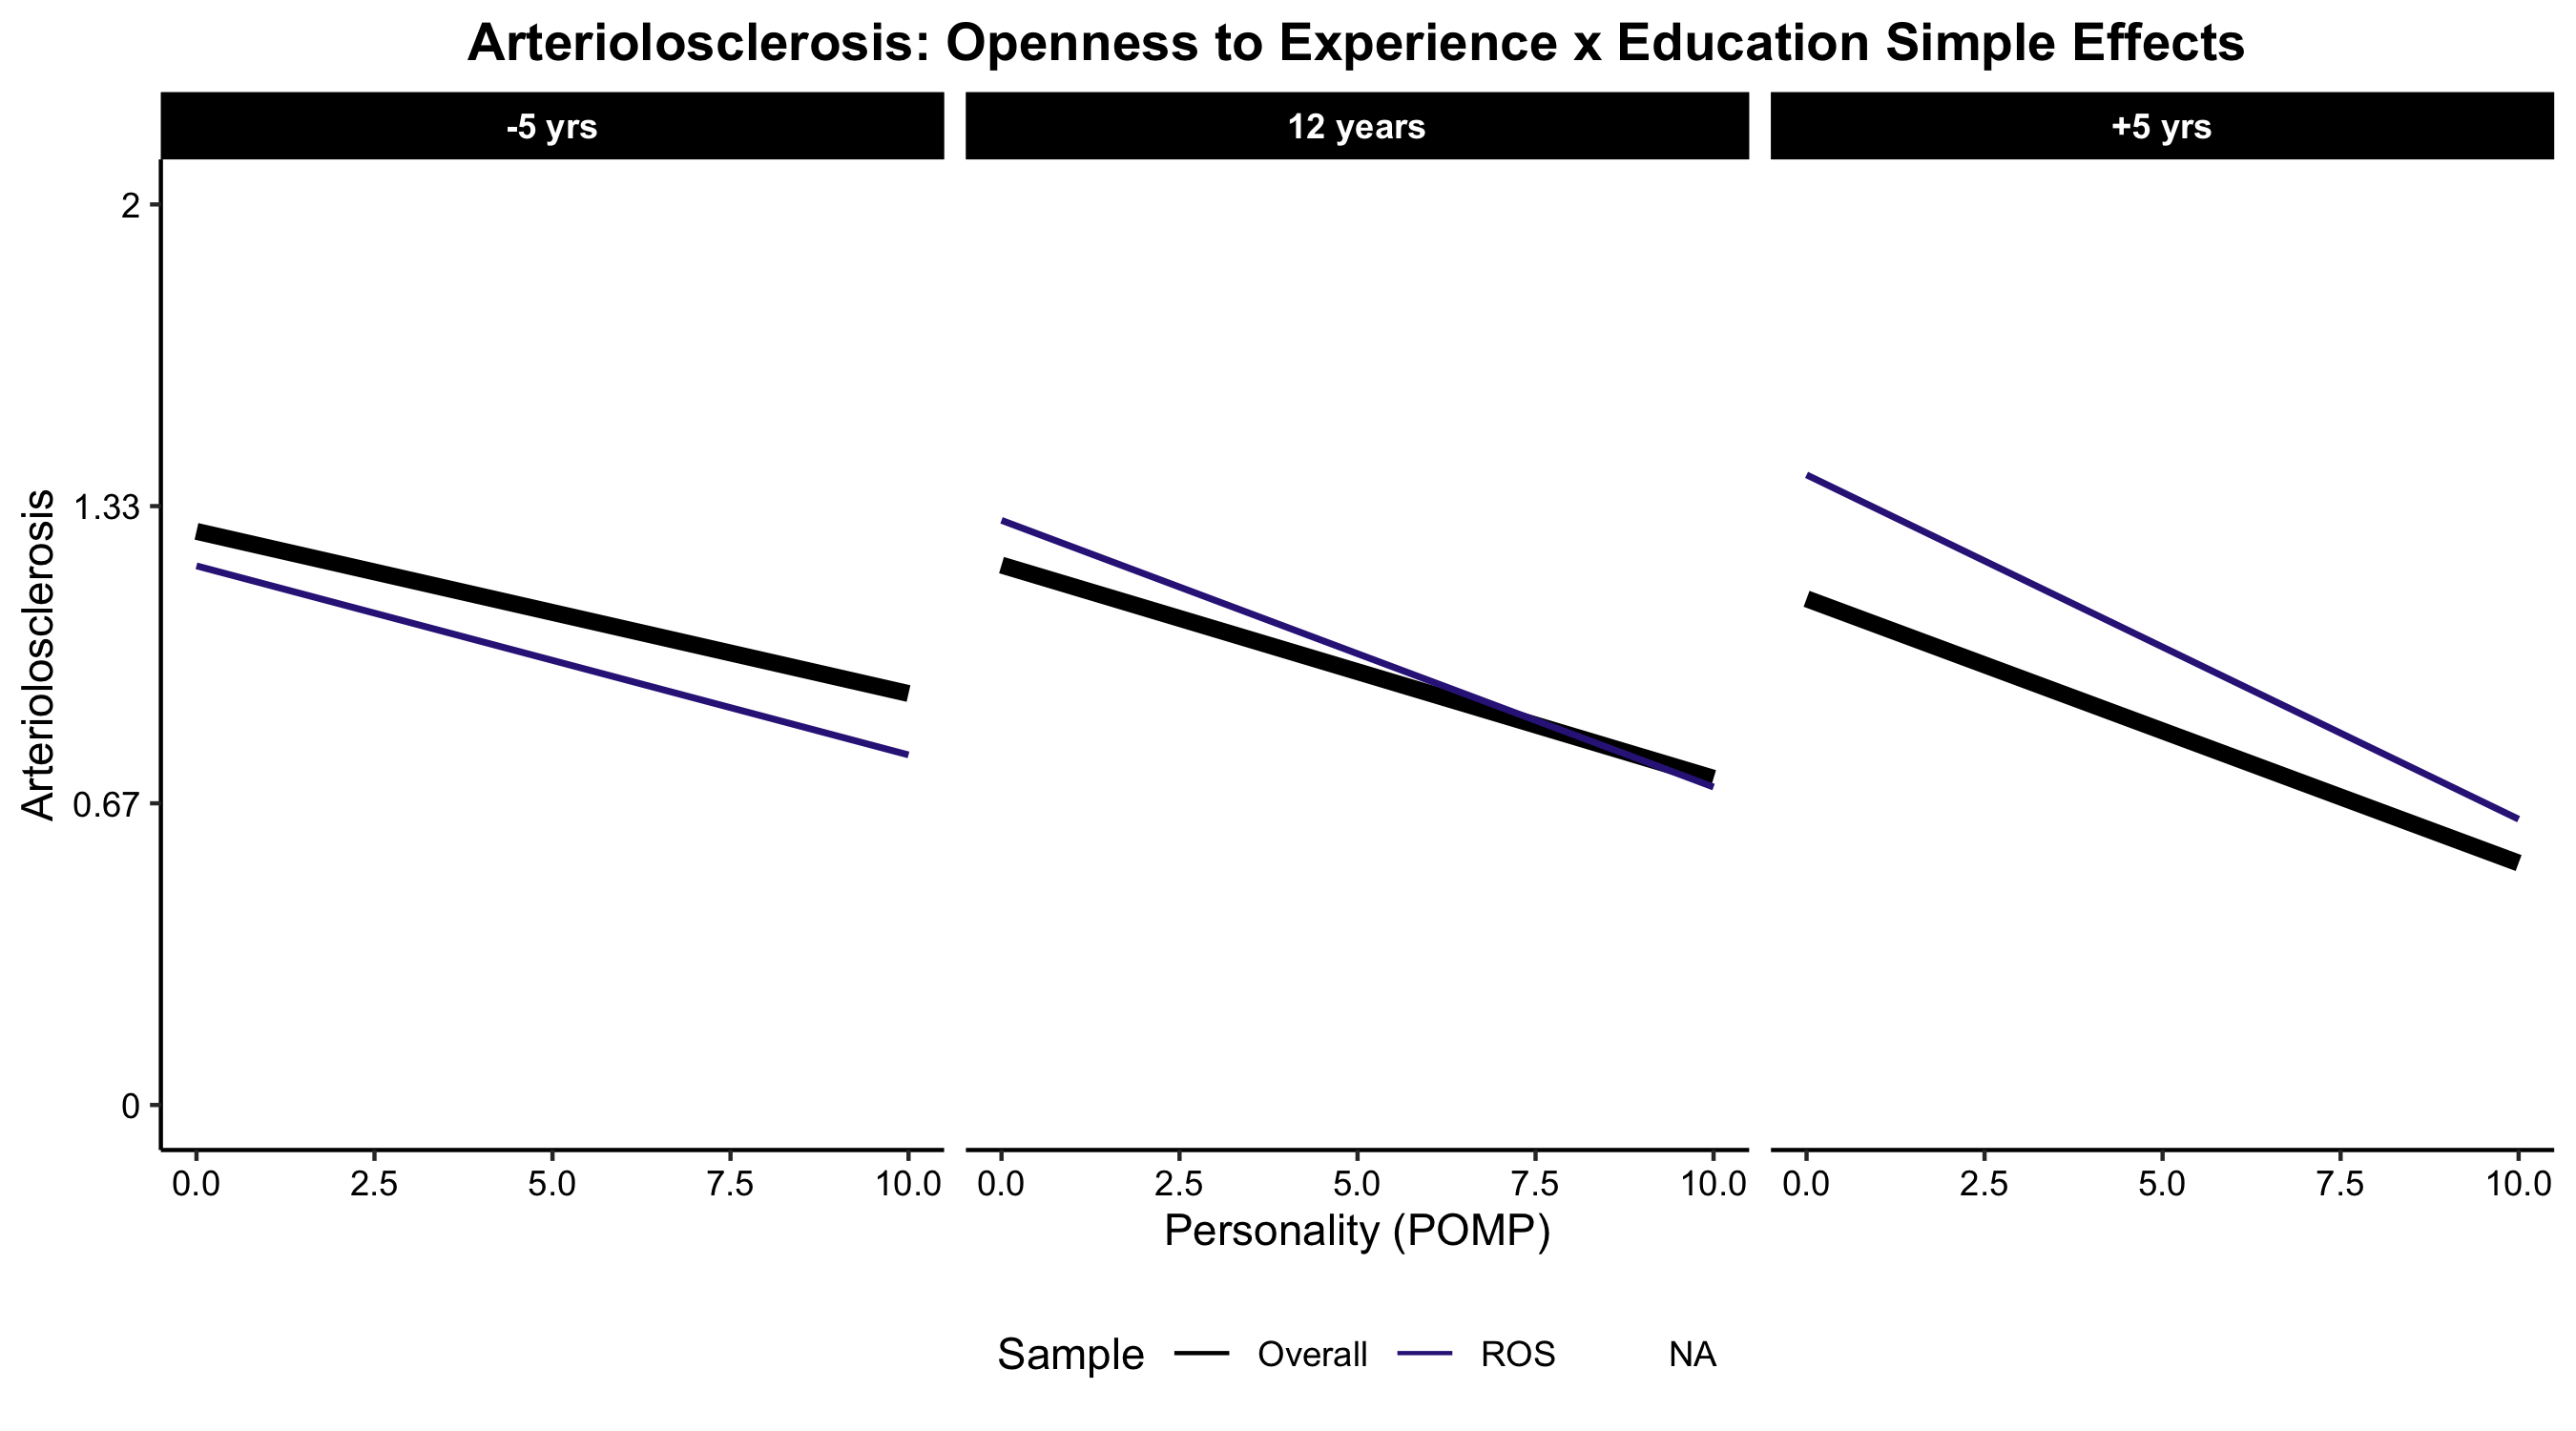 Arteriolosclerosis: Openness to Experience x Education Simple Effects
-5 yrs 12 years +5 yrs
2
1.33
0.67
0
Arteriolosclerosis
0.0 2.5 5.0 7.5 10.0 0.0 2.5 5.0 7.5 10.0 0.0 2.5 5.0 7.5 10.0
Personality (POMP)
Sample Overall ROS NA